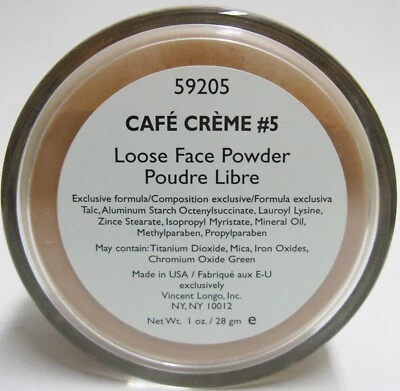 59205
CAFÉ CRÈME #5
Loose Face Powder
Poudre Libre
Exclusive formula/Composition exclusive/Formula exclusiva
Talc, Aluminum Starch Octenylsuccinate, Lauroyl Lysine,
Zince Stearate, Isopropyl Myristate, Mineral Oil,
Methylparaben, Propylparaben
May contain: Titanium Dioxide, Mica, Iron Oxides,
Chromium Oxide Green
Made in USA / Fabriqué aux E-U
exclusively
Vincent Longo, Inc.
NY, NY 10012
Net Wt. 1 oz. / 28 gm ℮